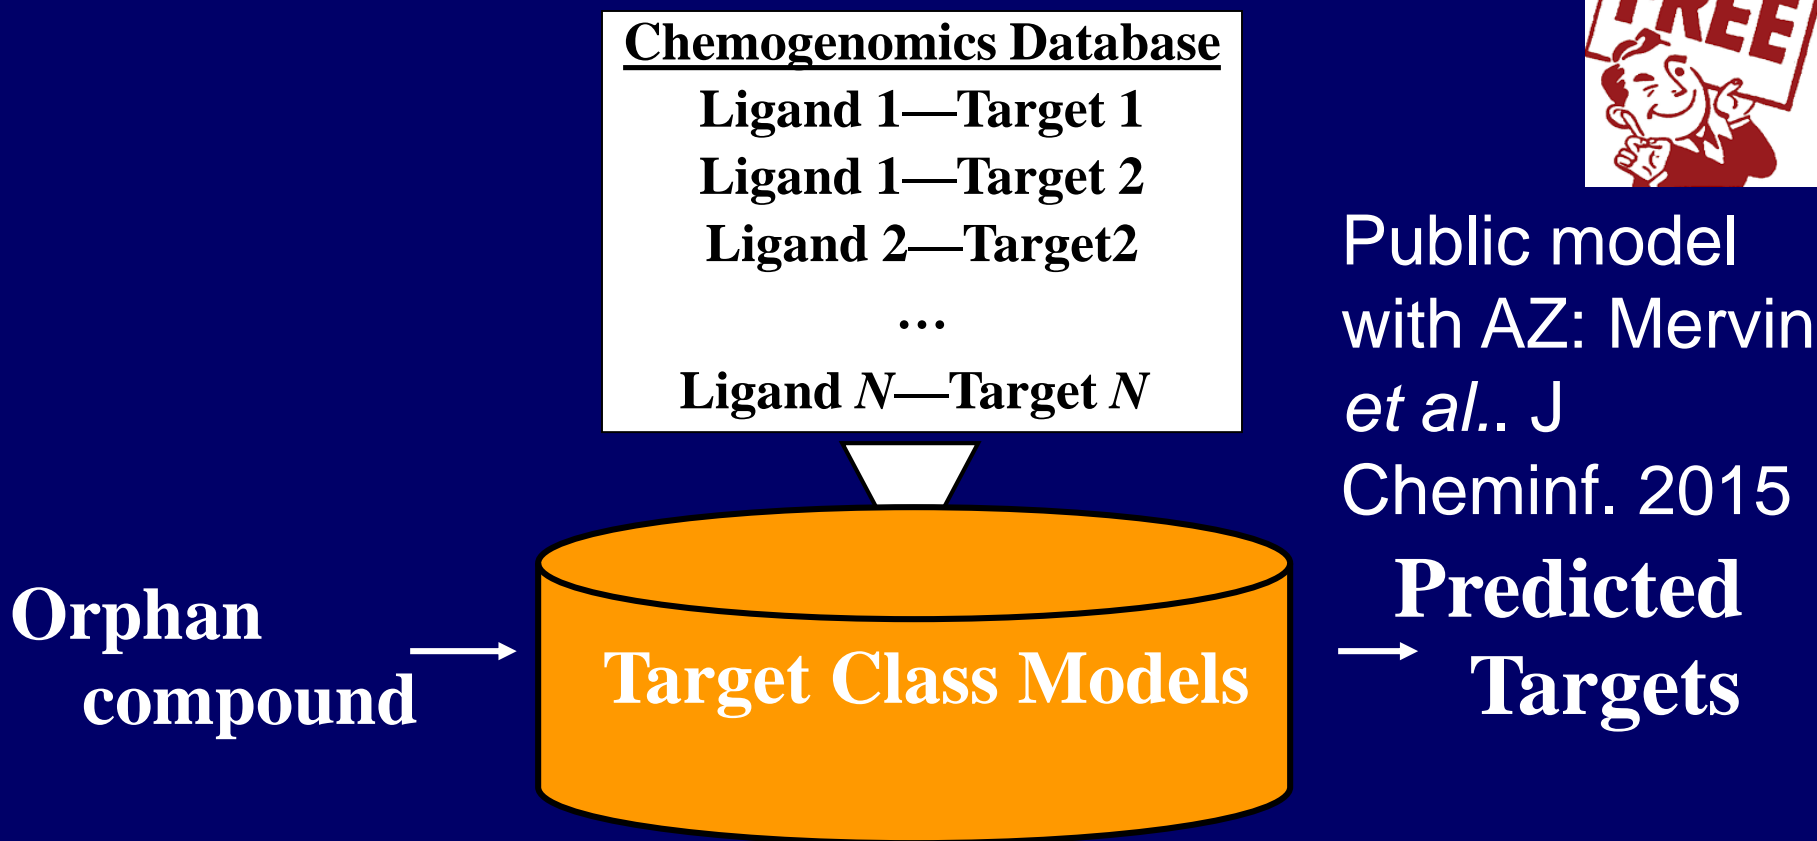 Chemogenomics Database
Ligand 1—Target 1
Ligand 1—Target 2
Ligand 2—Target2
…
Ligand N—Target N
FREE
Public model
with AZ: Mervin
et al.. J
Cheminf. 2015
Orphan
compound
Target Class Models
Predicted
Targets